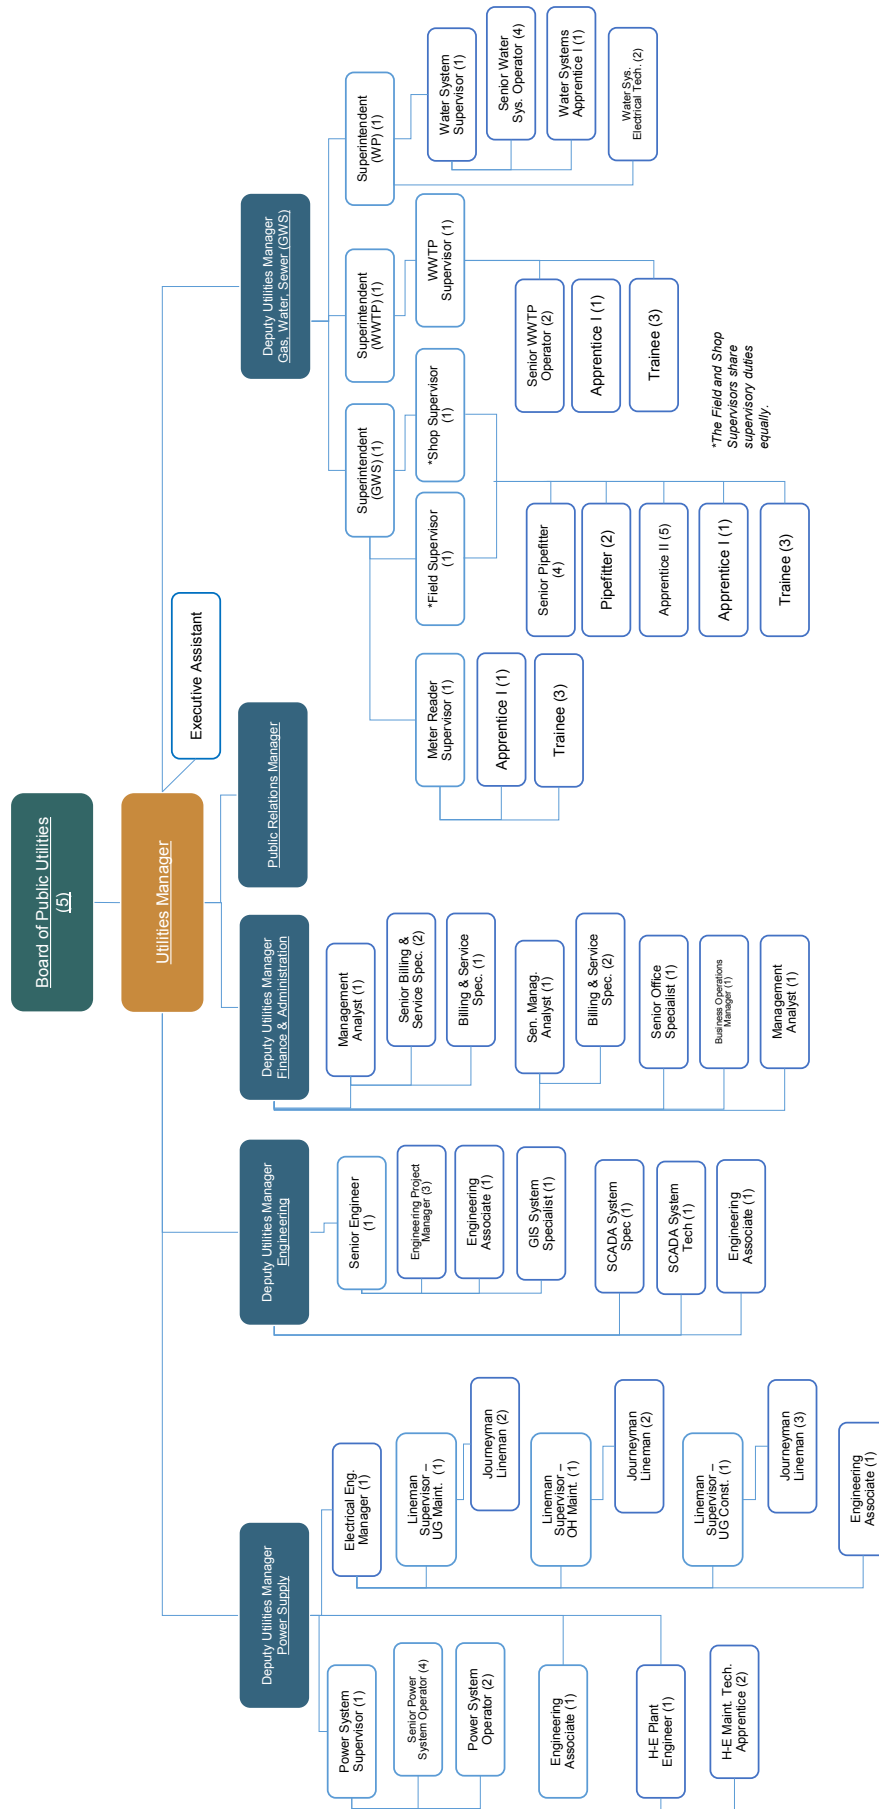 Board of Public Utilities
(5)
Utilities Manager
Executive Assistant
Public Relations Manager
Deputy Utilities Manager
Power Supply
Power System
Supervisor (1)
Senior Power
System Operator (4)
Power System
Operator (2)
Engineering
Associate (1)
H-E Plant
Engineer (1)
H-E Maint. Tech.
Apprentice (2)
Electrical Eng.
Manager (1)
Lineman
Supervisor –
UG Maint. (1)
Journeyman
Lineman (2)
Lineman
Supervisor –
OH Maint. (1)
Journeyman
Lineman (2)
Lineman
Supervisor –
UG Const. (1)
Journeyman
Lineman (3)
Engineering
Associate (1)
Deputy Utilities Manager
Engineering
Senior Engineer
(1)
Engineering Project
Manager (3)
Engineering
Associate (1)
GIS System
Specialist (1)
SCADA System
Spec (1)
SCADA System
Tech (1)
Engineering
Associate (1)
Deputy Utilities Manager
Finance & Administration
Management
Analyst (1)
Senior Billing &
Service Spec. (2)
Billing & Service
Spec. (1)
Sen. Manag.
Analyst (1)
Billing & Service
Spec. (2)
Senior Office
Specialist (1)
Business Operations
Manager (1)
Management
Analyst (1)
Deputy Utilities Manager
Gas, Water, Sewer (GWS)
Superintendent
(GWS) (1)
Meter Reader
Supervisor (1)
Apprentice I (1)
Trainee (3)
*Field Supervisor
(1)
*Shop Supervisor
(1)
Senior Pipefitter
(4)
Pipefitter (2)
Apprentice II (5)
Apprentice I (1)
Trainee (3)
Superintendent
(WWTP) (1)
WWTP
Supervisor (1)
Senior WWTP
Operator (2)
Apprentice I (1)
Trainee (3)
Superintendent
(WP) (1)
Water System
Supervisor (1)
Senior Water
Sys. Operator (4)
Water Systems
Apprentice I (1)
Water Sys.
Electrical Tech. (2)
*The Field and Shop
Supervisors share
supervisory duties
equally.